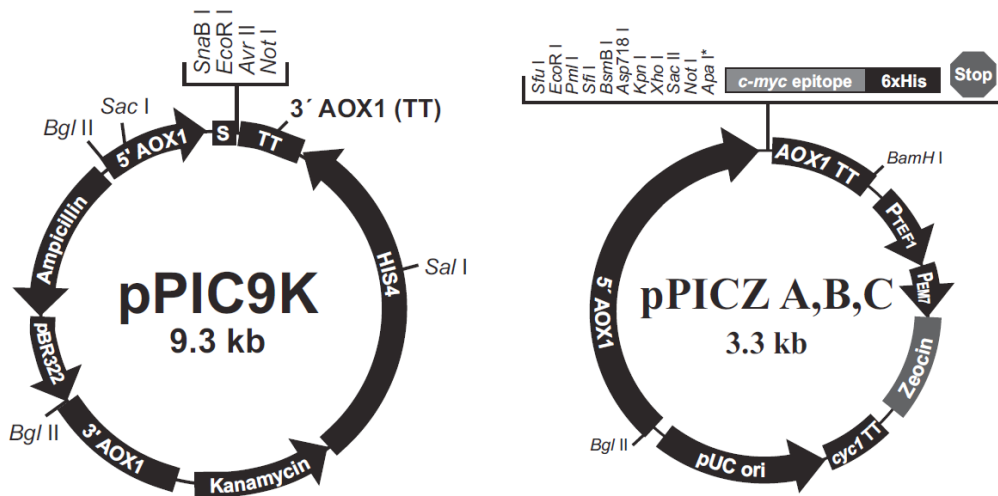 SnaB I
EcoR I
Avr II
Not I
3´ AOX1 (TT)
Sac I
Bgl II
5' AOX1
S
TT
Ampicillin
HIS4
Sal I
pPIC9K
9.3 kb
pBR322
Bgl II
3' AOX1
Kanamycin
Sfu I
EcoR I
Pml I
Sfi I
BsmB I
Asp718 I
Kpn I
Xho I
Sac II
Not I
Apa I*
c-myc epitope
6xHis
Stop
AOX1 TT
BamH I
PTEF1
PEM7
5´ AOX1
pPICZ A,B,C
3.3 kb
Zeocin
cyc1 TT
pUC ori
Bgl II